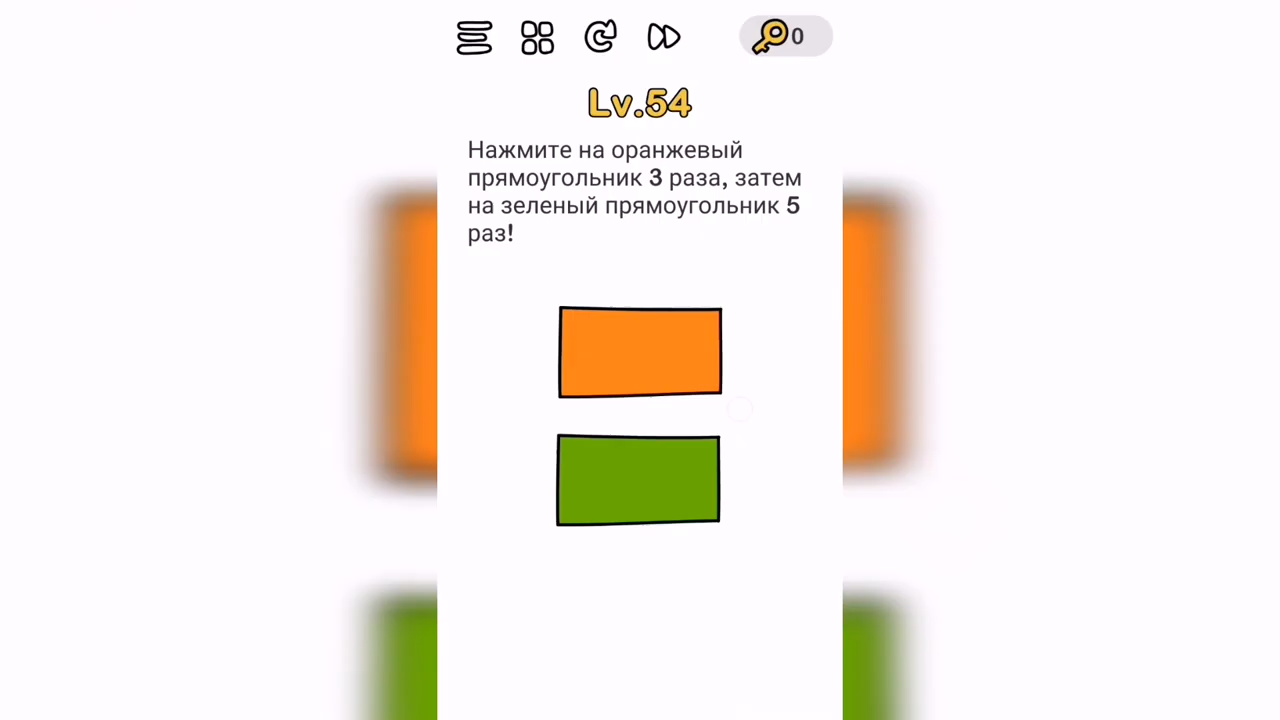 0
Lv.54
Нажмите на оранжевый
прямоугольник 3 раза, затем
на зеленый прямоугольник 5
раз!